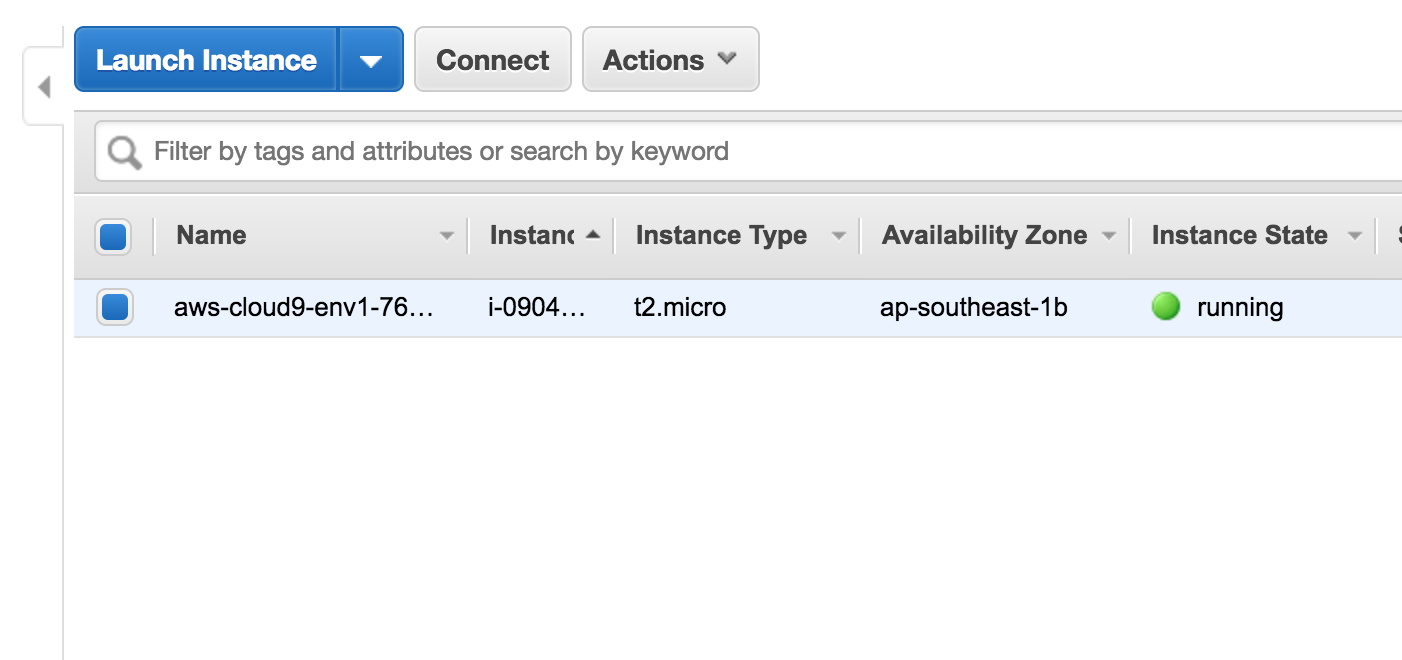 Launch Instance Connect Actions
Filter by tags and attributes or search by keyword
Name Instanc Instance Type Availability Zone Instance State
aws-cloud9-env1-76… i-0904… t2.micro ap-southeast-1b running